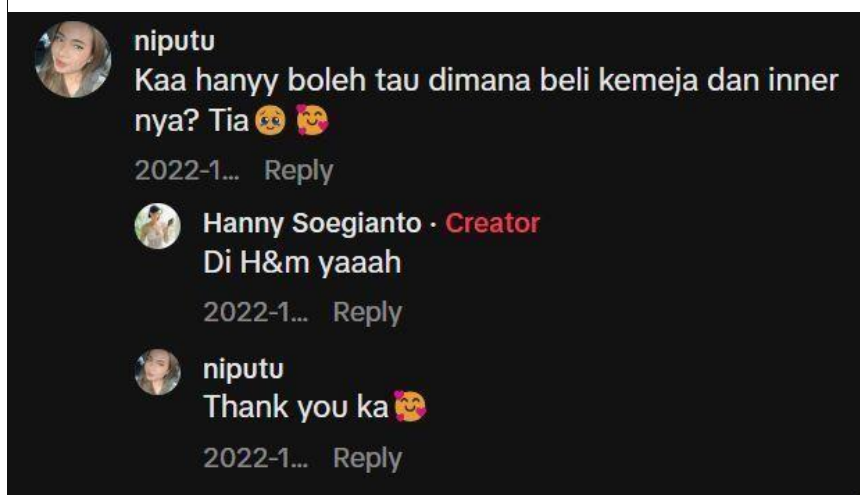 niputu
Kaa hanyy boleh tau dimana beli kemeja dan inner
nya? Tia🥹 🥰
2022-1... Reply
Hanny Soegianto · Creator
Di H&m yaaah
2022-1... Reply
niputu
Thank you ka🥰
2022-1... Reply